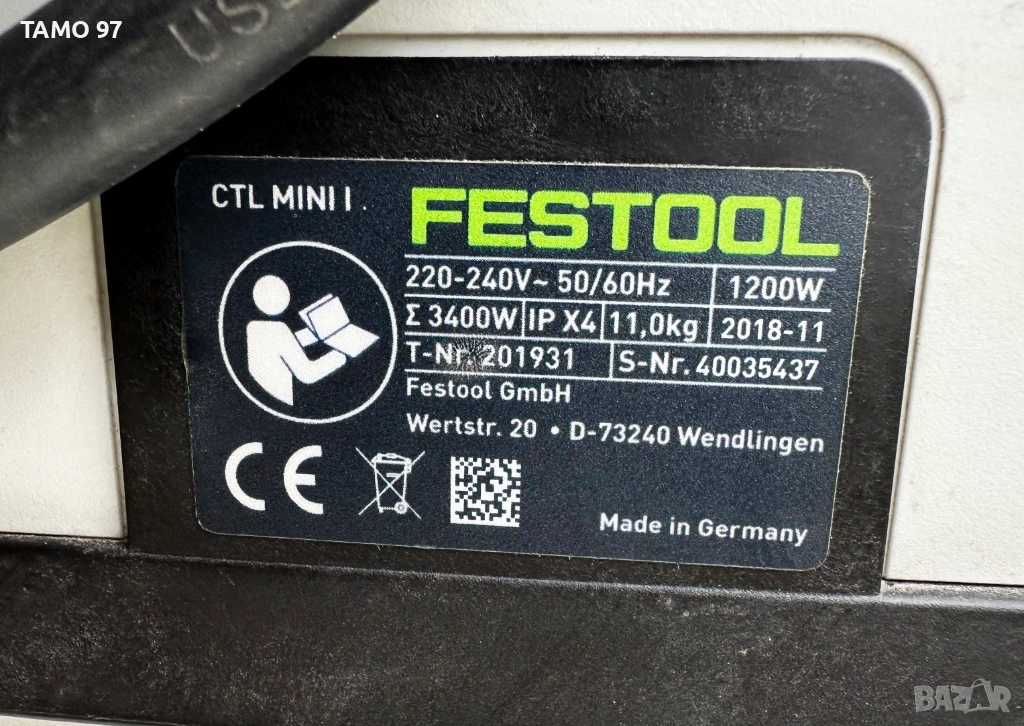 TAMO 97
CTL MINI I
FESTOOL
220-240V~ 50/60Hz 1200W
Σ 3400W IP X4 11,0kg 2018-11
T-Nr. 201931 S-Nr. 40035437
Festool GmbH
Wertstr. 20 • D-73240 Wendlingen
CE
Made in Germany
BAZAR